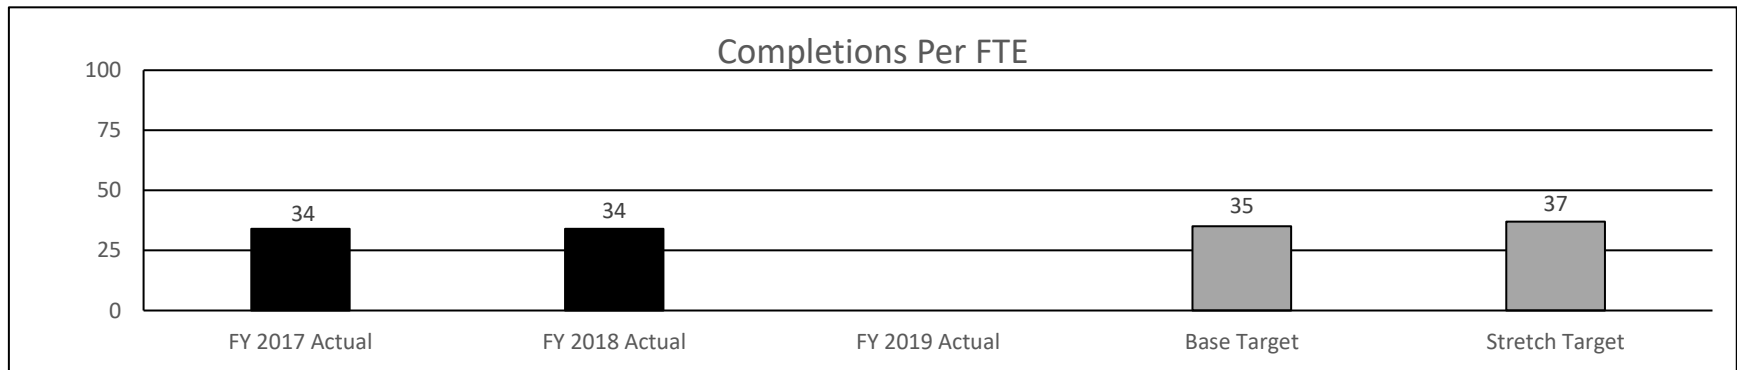 Completions Per FTE
100
75
50
25
0
34
34
35
37
FY 2017 Actual
FY 2018 Actual
FY 2019 Actual
Base Target
Stretch Target